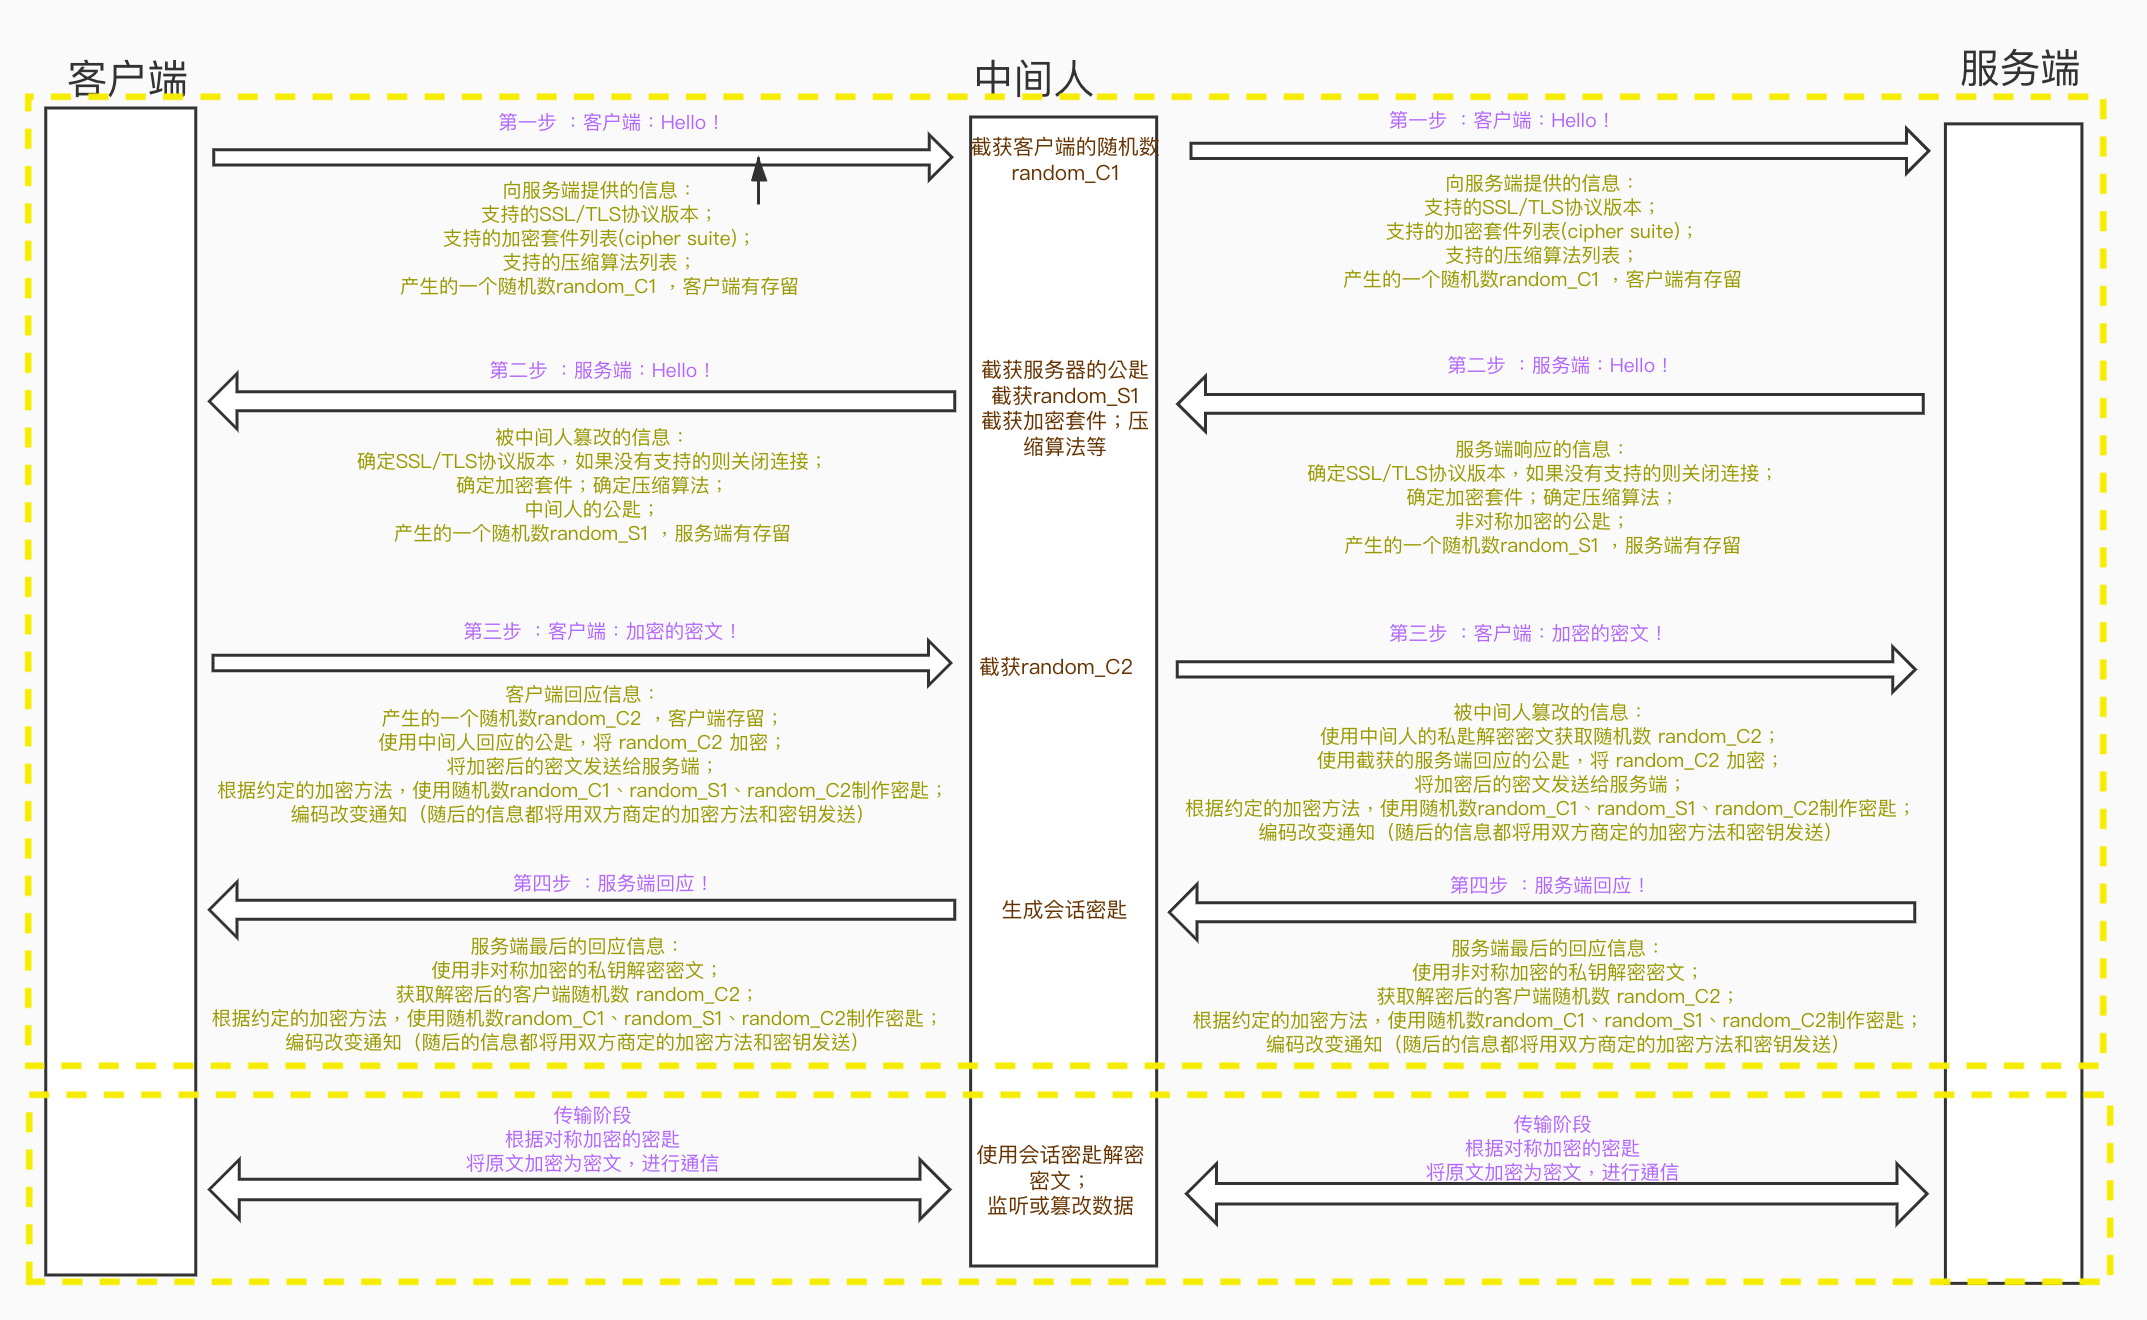 客户端
中间人
服务端
第一步 ：客户端：Hello！
向服务端提供的信息：
支持的SSL/TLS协议版本；
支持的加密套件列表(cipher suite)；
支持的压缩算法列表；
产生的一个随机数random_C1 ，客户端有存留
截获客户端的随机数
random_C1
第一步 ：客户端：Hello！
向服务端提供的信息：
支持的SSL/TLS协议版本；
支持的加密套件列表(cipher suite)；
支持的压缩算法列表；
产生的一个随机数random_C1 ，客户端有存留
第二步 ：服务端：Hello！
被中间人篡改的信息：
确定SSL/TLS协议版本，如果没有支持的则关闭连接；
确定加密套件；确定压缩算法；
中间人的公匙；
产生的一个随机数random_S1 ，服务端有存留
截获服务器的公匙
截获random_S1
截获加密套件；压
缩算法等
第二步 ：服务端：Hello！
服务端响应的信息：
确定SSL/TLS协议版本，如果没有支持的则关闭连接；
确定加密套件；确定压缩算法；
非对称加密的公匙；
产生的一个随机数random_S1 ，服务端有存留
第三步 ：客户端：加密的密文！
客户端回应信息：
产生的一个随机数random_C2 ，客户端存留；
使用中间人回应的公匙，将 random_C2 加密；
将加密后的密文发送给服务端；
根据约定的加密方法，使用随机数random_C1、random_S1、random_C2制作密匙；
编码改变通知（随后的信息都将用双方商定的加密方法和密钥发送）
截获random_C2
第三步 ：客户端：加密的密文！
被中间人篡改的信息：
使用中间人的私匙解密密文获取随机数 random_C2；
使用截获的服务端回应的公匙，将 random_C2 加密；
将加密后的密文发送给服务端；
根据约定的加密方法，使用随机数random_C1、random_S1、random_C2制作密匙；
编码改变通知（随后的信息都将用双方商定的加密方法和密钥发送）
第四步 ：服务端回应！
服务端最后的回应信息：
使用非对称加密的私钥解密密文；
获取解密后的客户端随机数 random_C2；
根据约定的加密方法，使用随机数random_C1、random_S1、random_C2制作密匙；
编码改变通知（随后的信息都将用双方商定的加密方法和密钥发送）
生成会话密匙
第四步 ：服务端回应！
服务端最后的回应信息：
使用非对称加密的私钥解密密文；
获取解密后的客户端随机数 random_C2；
根据约定的加密方法，使用随机数random_C1、random_S1、random_C2制作密匙；
编码改变通知（随后的信息都将用双方商定的加密方法和密钥发送）
传输阶段
根据对称加密的密匙
将原文加密为密文，进行通信
使用会话密匙解密
密文；
监听或篡改数据
传输阶段
根据对称加密的密匙
将原文加密为密文，进行通信